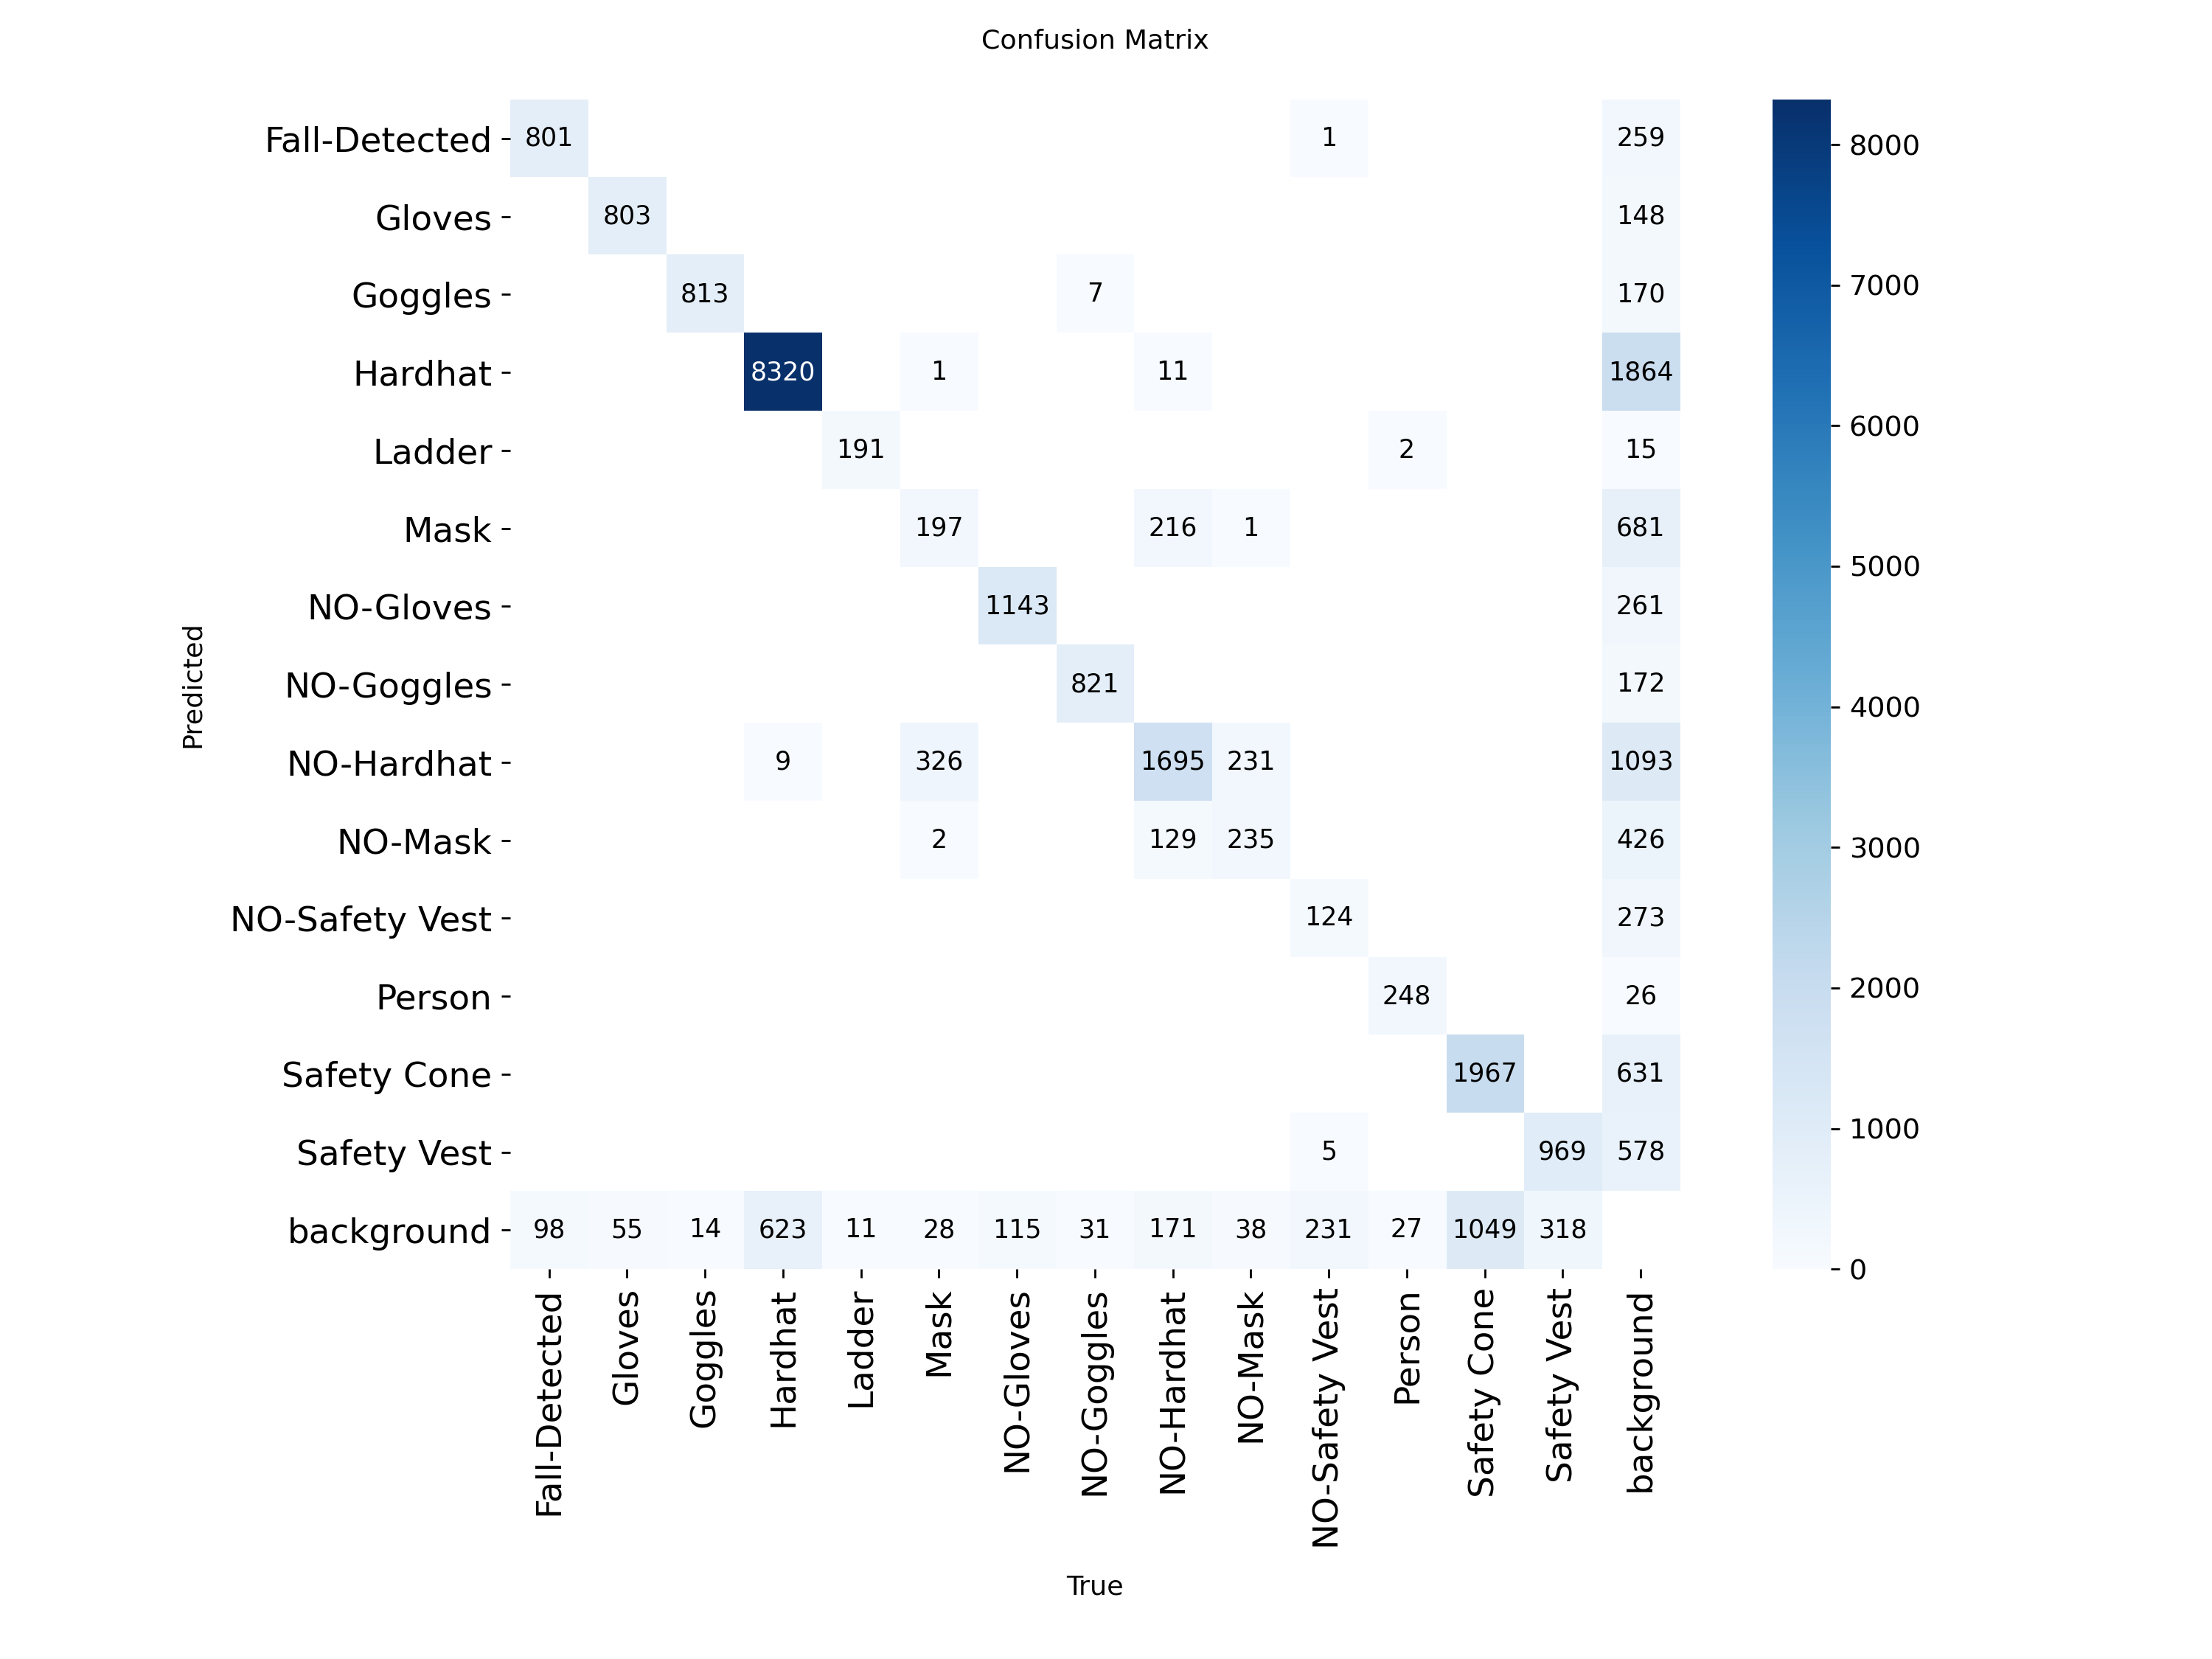 Confusion Matrix
Fall-Detected 801 1 259
Gloves 803 148
Goggles 813 7 170
Hardhat 8320 1 11 1864
Ladder 191 2 15
Mask 197 216 1 681
NO-Gloves 1143 261
NO-Goggles 821 172
NO-Hardhat 9 326 1695 231 1093
NO-Mask 2 129 235 426
NO-Safety Vest 124 273
Person 248 26
Safety Cone 1967 631
Safety Vest 5 969 578
background 98 55 14 623 11 28 115 31 171 38 231 27 1049 318
Predicted
Fall-Detected
Gloves
Goggles
Hardhat
Ladder
Mask
NO-Gloves
NO-Goggles
NO-Hardhat
NO-Mask
NO-Safety Vest
Person
Safety Cone
Safety Vest
background
True
8000
7000
6000
5000
4000
3000
2000
1000
0